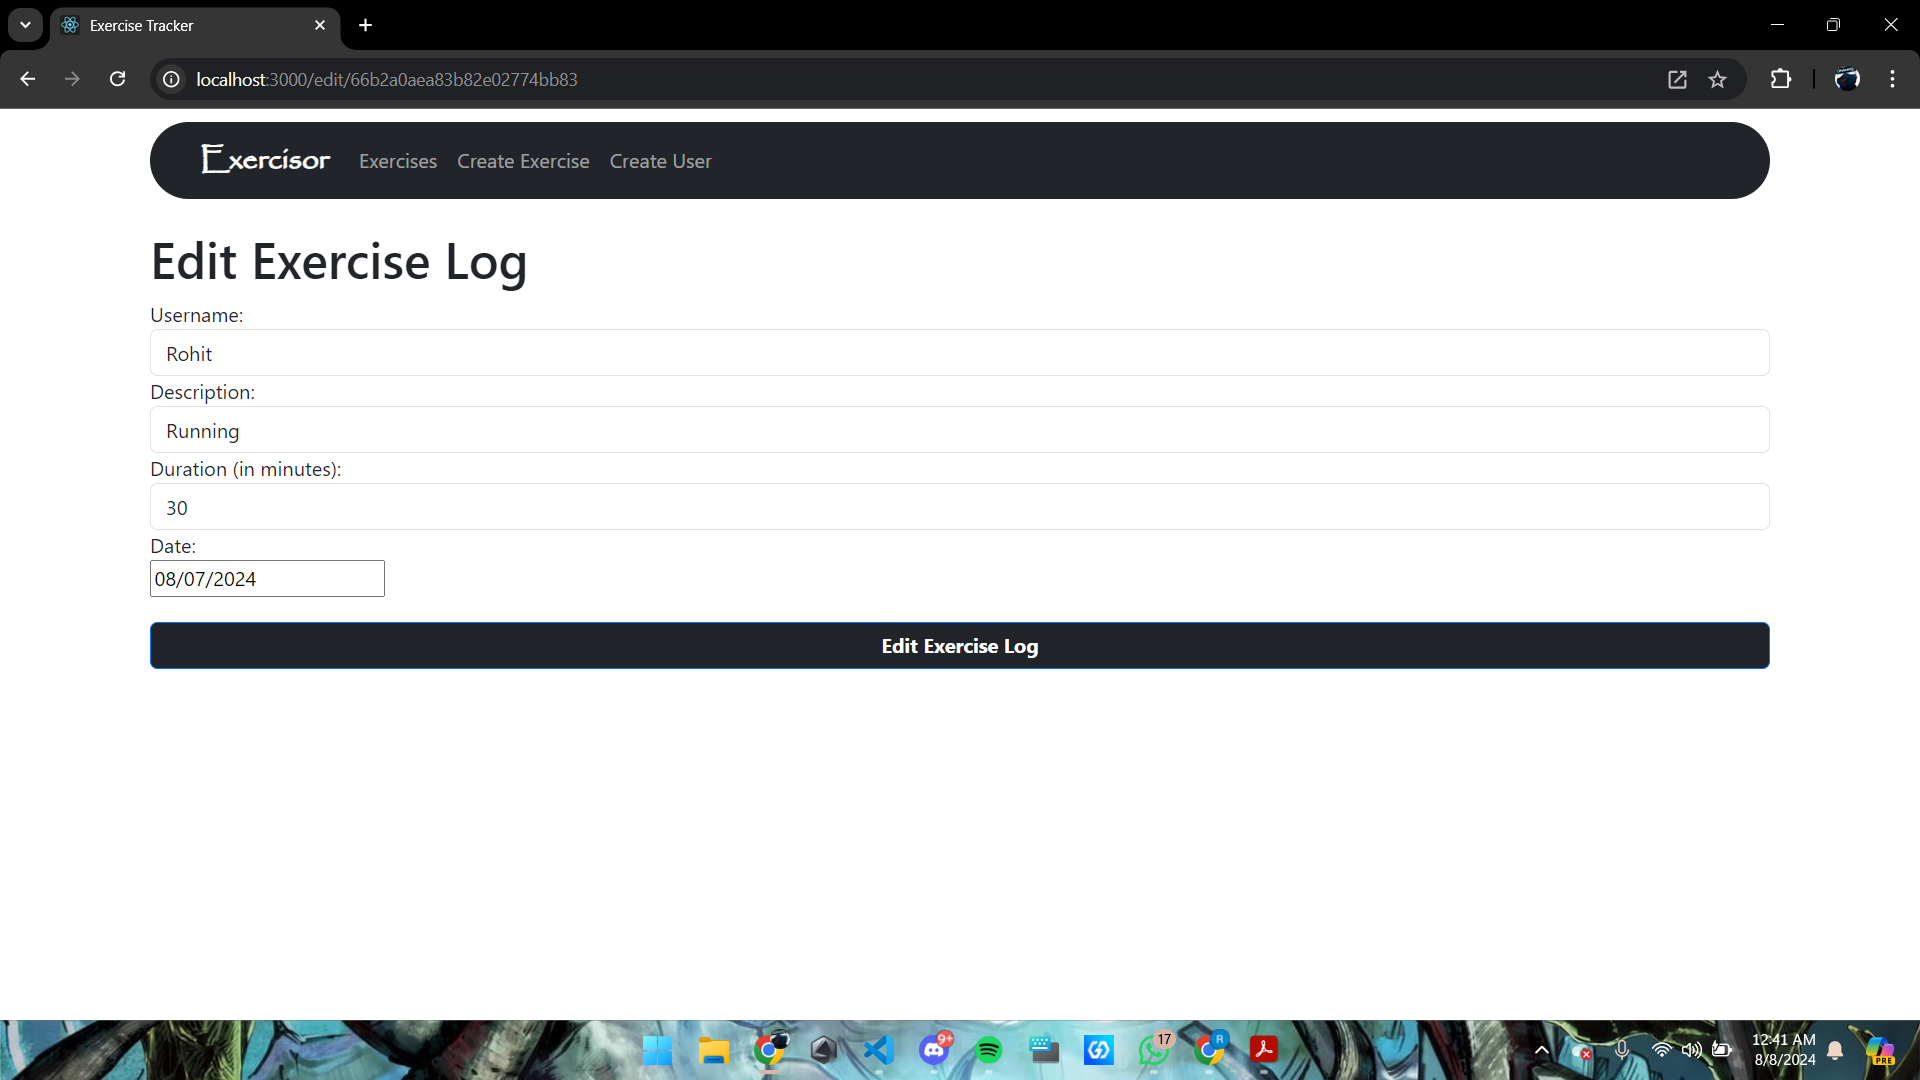 Exercise Tracker
localhost:3000/edit/66b2a0aea83b82e02774bb83
Exercisor Exercises Create Exercise Create User
Edit Exercise Log
Username:
Rohit
Description:
Running
Duration (in minutes):
30
Date:
08/07/2024
Edit Exercise Log
9+
17
R
12:41 AM
8/8/2024
PRE